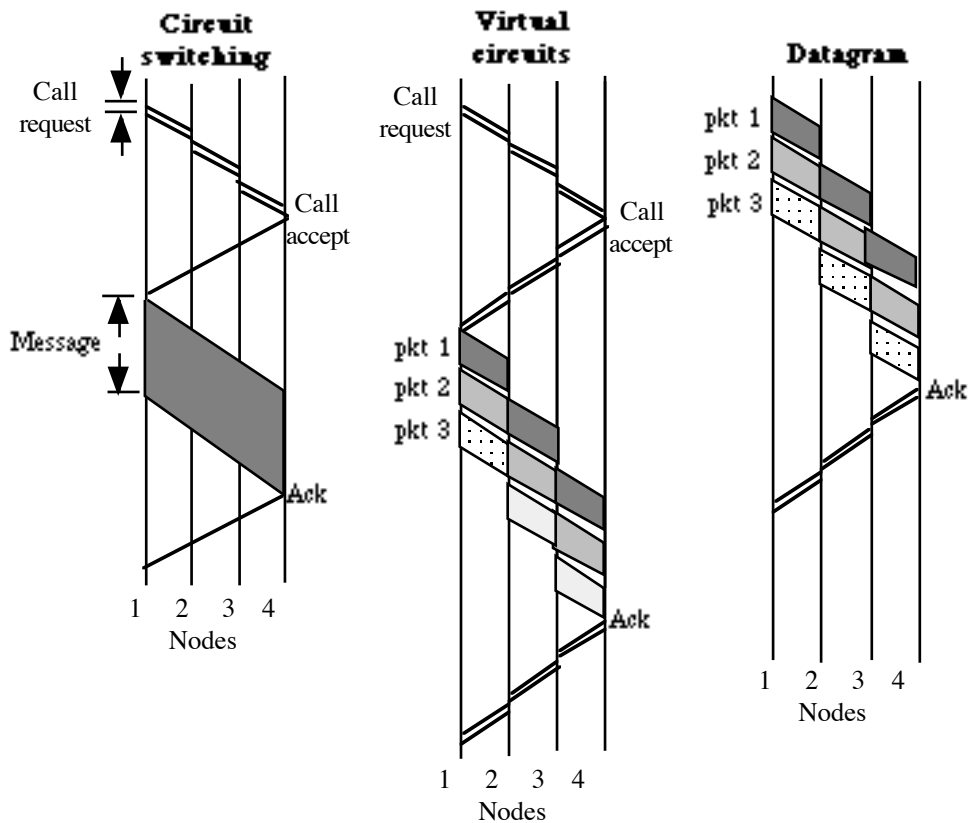 Circuit
switching
Call
request
Call
accept
Message
Ack
1 2 3 4
Nodes
Virtual
circuits
Call
request
Call
accept
pkt 1
pkt 2
pkt 3
Ack
1 2 3 4
Nodes
Datagram
pkt 1
pkt 2
pkt 3
Ack
1 2 3 4
Nodes